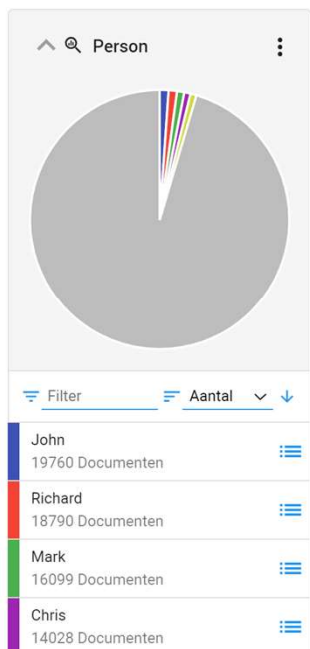 Person
Filter
Aantal
John
19760 Documenten
Richard
18790 Documenten
Mark
16099 Documenten
Chris
14028 Documenten